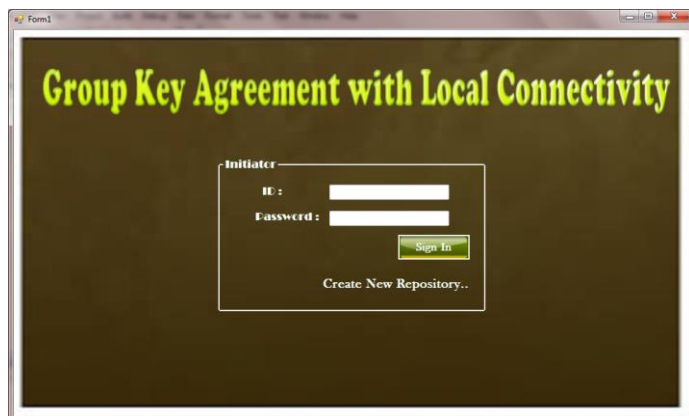 Form1
Group Key Agreement with Local Connectivity
Initiator
ID :
Password :
Sign In
Create New Repository..